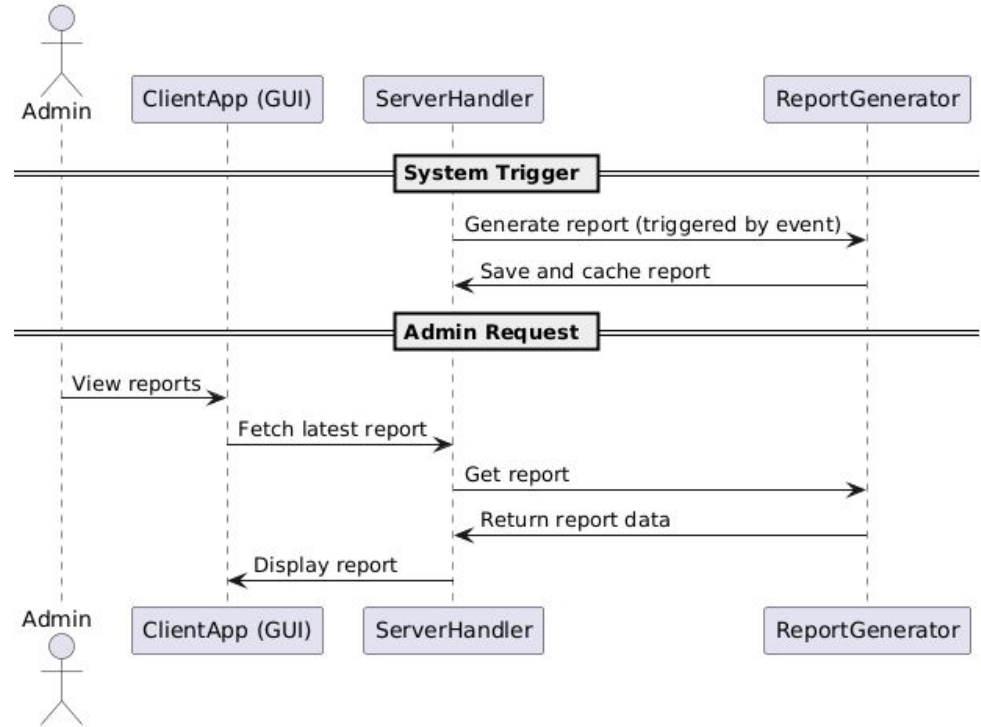 Admin
ClientApp (GUI)
ServerHandler
ReportGenerator
System Trigger
Generate report (triggered by event)
Save and cache report
Admin Request
View reports
Fetch latest report
Get report
Return report data
Display report
Admin
ClientApp (GUI)
ServerHandler
ReportGenerator